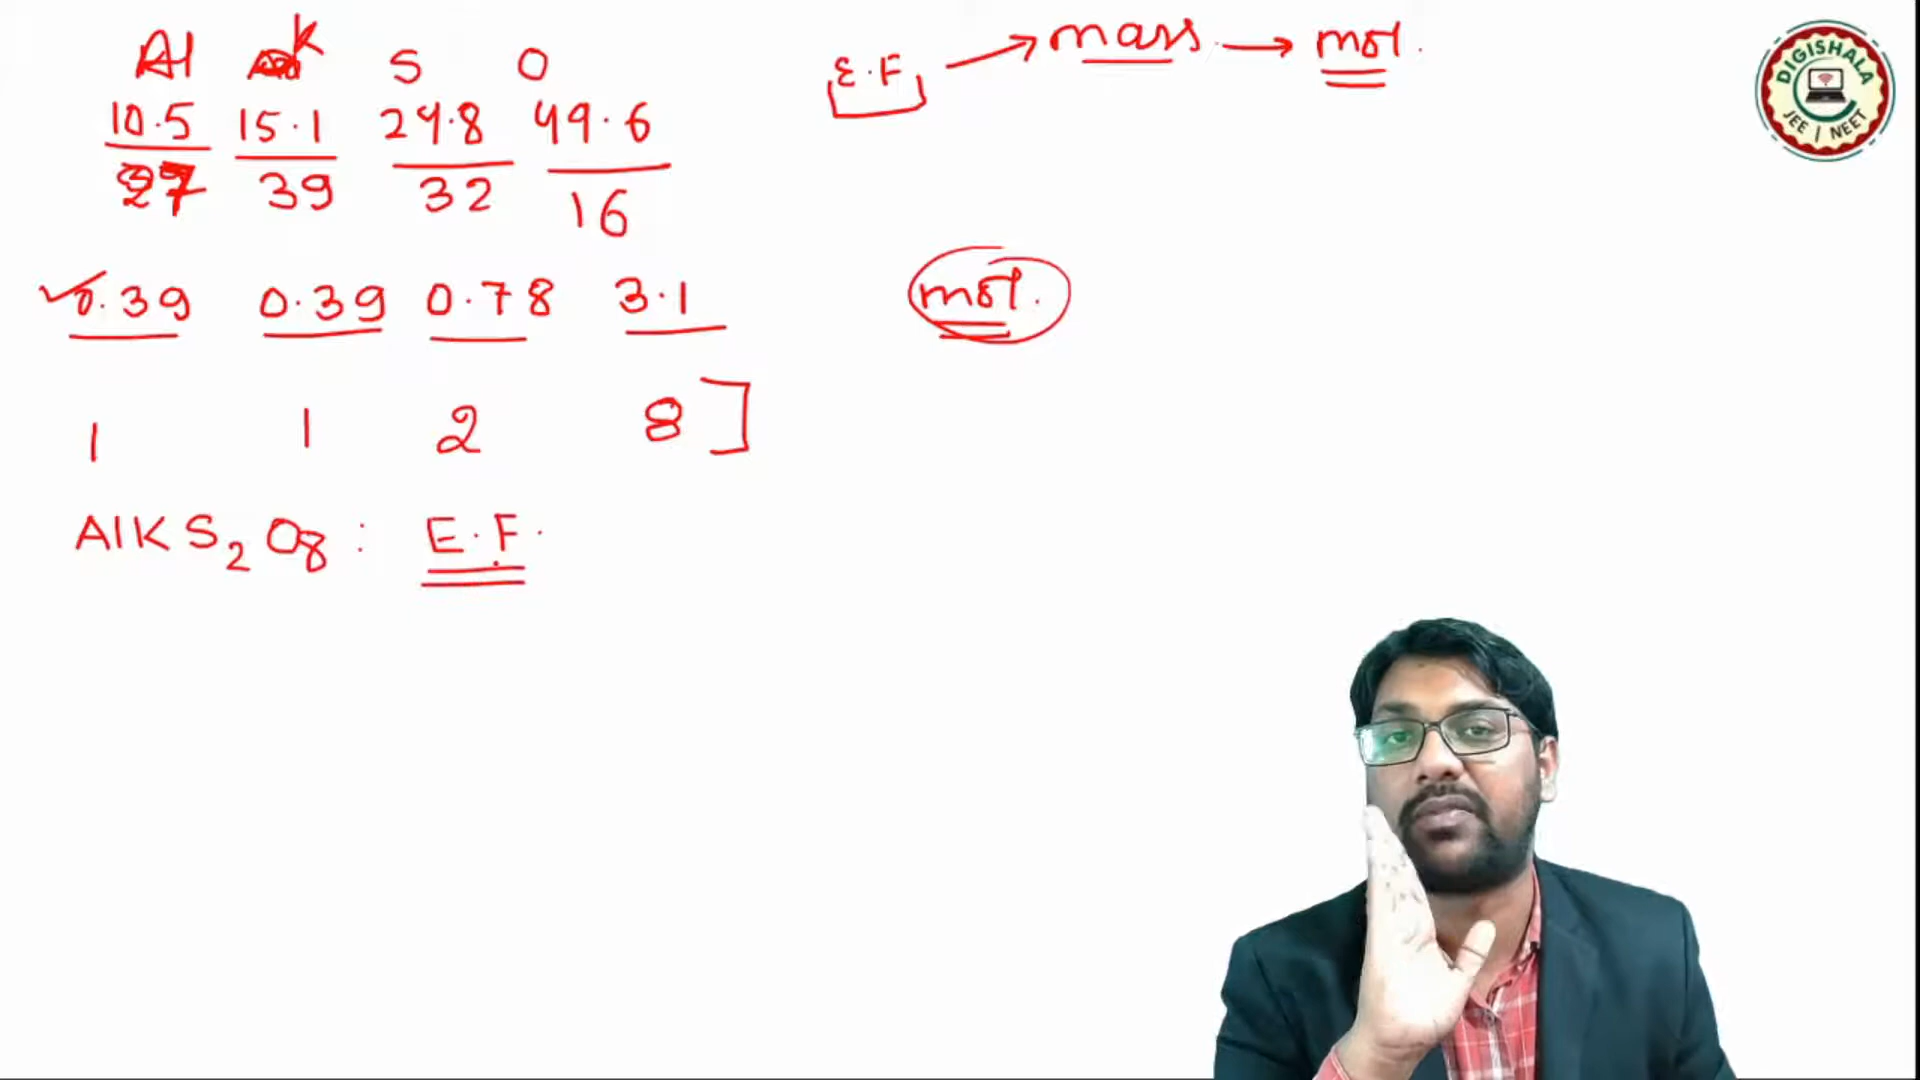 Al K S O
10.5 15.1 24.8 49.6
27 39 32 16
0.39 0.39 0.78 3.1
1 1 2 8]
AlKS2O8 : E.F.
E.F → mass. → mol.
mol.
DIGISHALA
JEE | NEET